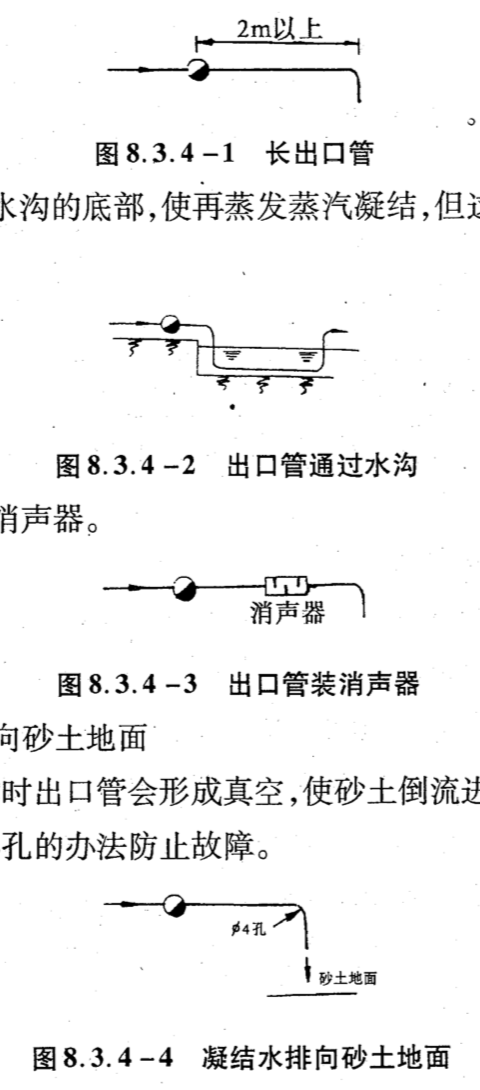 2m以上
。
图8.3.4-1 长出口管
水沟的底部,使再蒸发蒸汽凝结,但这
图8.3.4-2 出口管通过水沟
消声器。
消声器
图8.3.4-3 出口管装消声器
向砂土地面
时出口管会形成真空,使砂土倒流进
孔的办法防止故障。
φ4孔
砂土地面
图8.3.4-4 凝结水排向砂土地面